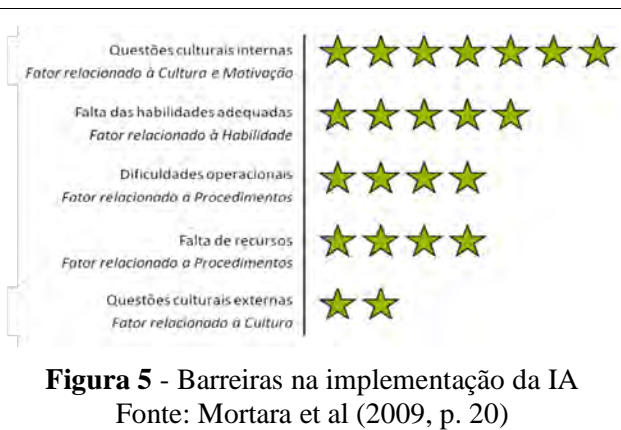 Questões culturais internas
Fator relacionado à Cultura e Motivação
Falta das habilidades adequadas
Fator relacionado à Habilidade
Dificuldades operacionais
Fator relacionado a Procedimentos
Falta de recursos
Fator relacionado a Procedimentos
Questões culturais externas
Fator relacionado à Cultura
Figura 5 - Barreiras na implementação da IA
Fonte: Mortara et al (2009, p. 20)